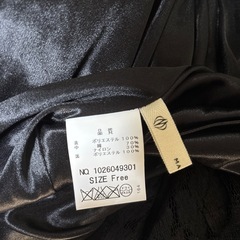 品質
ポリエステル 100%
綿 70%
ナイロン 30%
ポリエステル 100%
NO 1026049301
SIZE Free